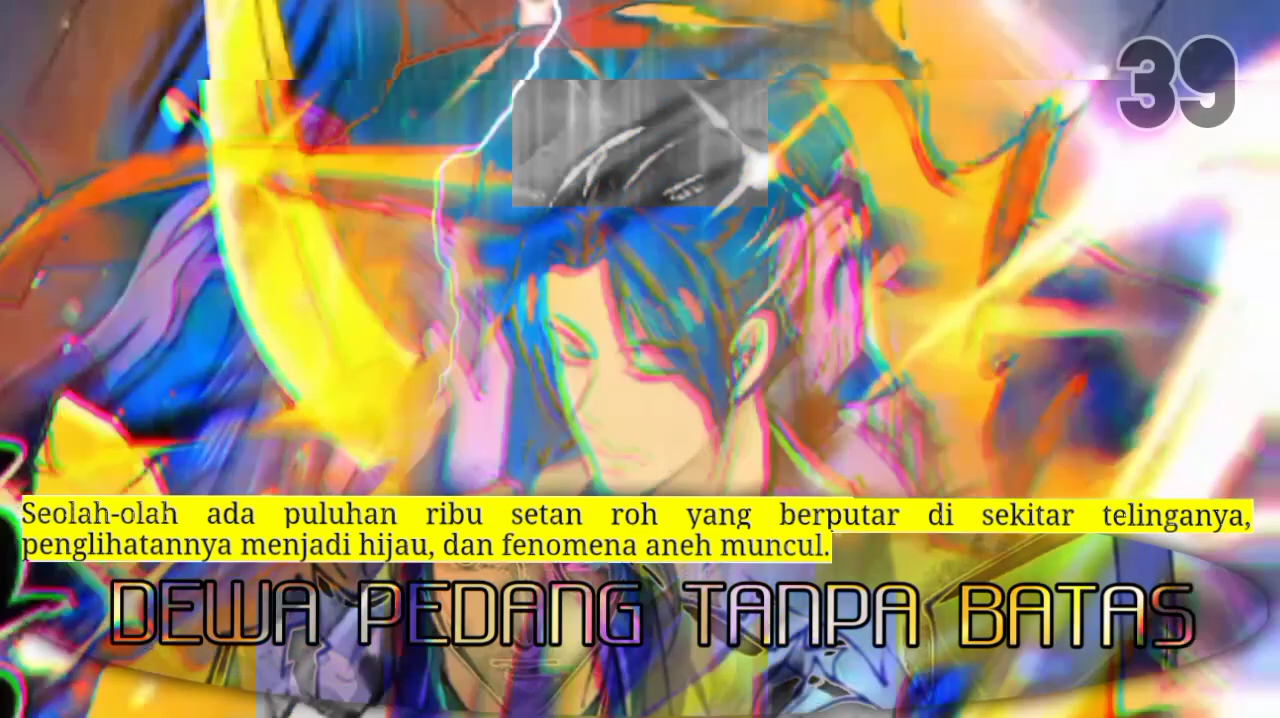 39
Seolah-olah ada puluhan ribu setan roh yang berputar di sekitar telinganya,
penglihatannya menjadi hijau, dan fenomena aneh muncul.
DEWA PEDANG TANPA BATAS